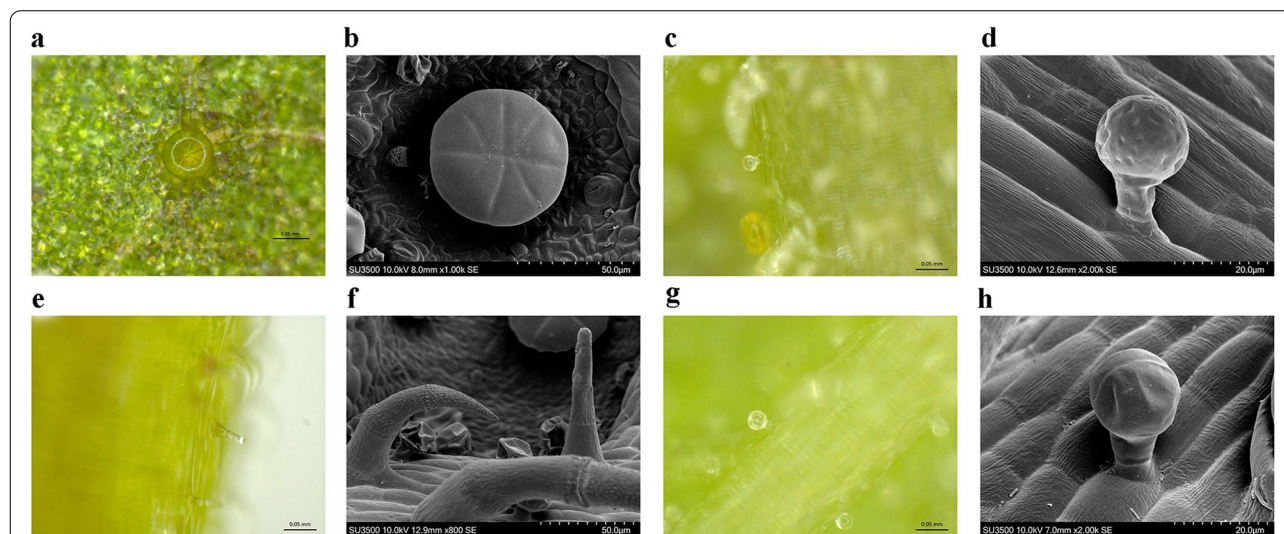 a
b
c
d
0.05 mm
SU3500 10.0kV 8.0mm x1.00k SE 50.0μm
0.05 mm
SU3500 10.0kV 12.6mm x2.00k SE 20.0μm
e
f
g
h
0.05 mm
SU3500 10.0kV 12.9mm x800 SE 50.0μm
0.05 mm
SU3500 10.0kV 7.0mm x2.00k SE 20.0μm